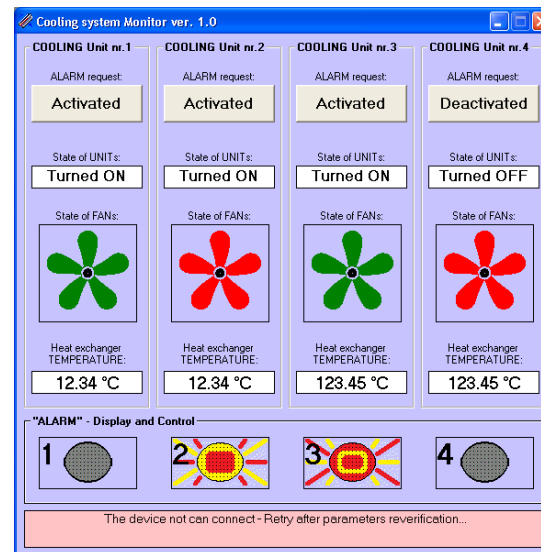 Cooling system Monitor ver. 1.0
COOLING Unit nr.1
COOLING Unit nr.2
COOLING Unit nr.3
COOLING Unit nr.4
ALARM request:
ALARM request:
ALARM request:
ALARM request:
Activated
Activated
Activated
Deactivated
State of UNITs:
State of UNITs:
State of UNITs:
State of UNITs:
Turned ON
Turned ON
Turned ON
Turned OFF
State of FANs:
State of FANs:
State of FANs:
State of FANs:
Heat exchanger
TEMPERATURE:
Heat exchanger
TEMPERATURE:
Heat exchanger
TEMPERATURE:
Heat exchanger
TEMPERATURE:
12.34 °C
12.34 °C
123.45 °C
123.45 °C
"ALARM" - Display and Control
1
2
3
4
The device not can connect - Retry after parameters reverification...